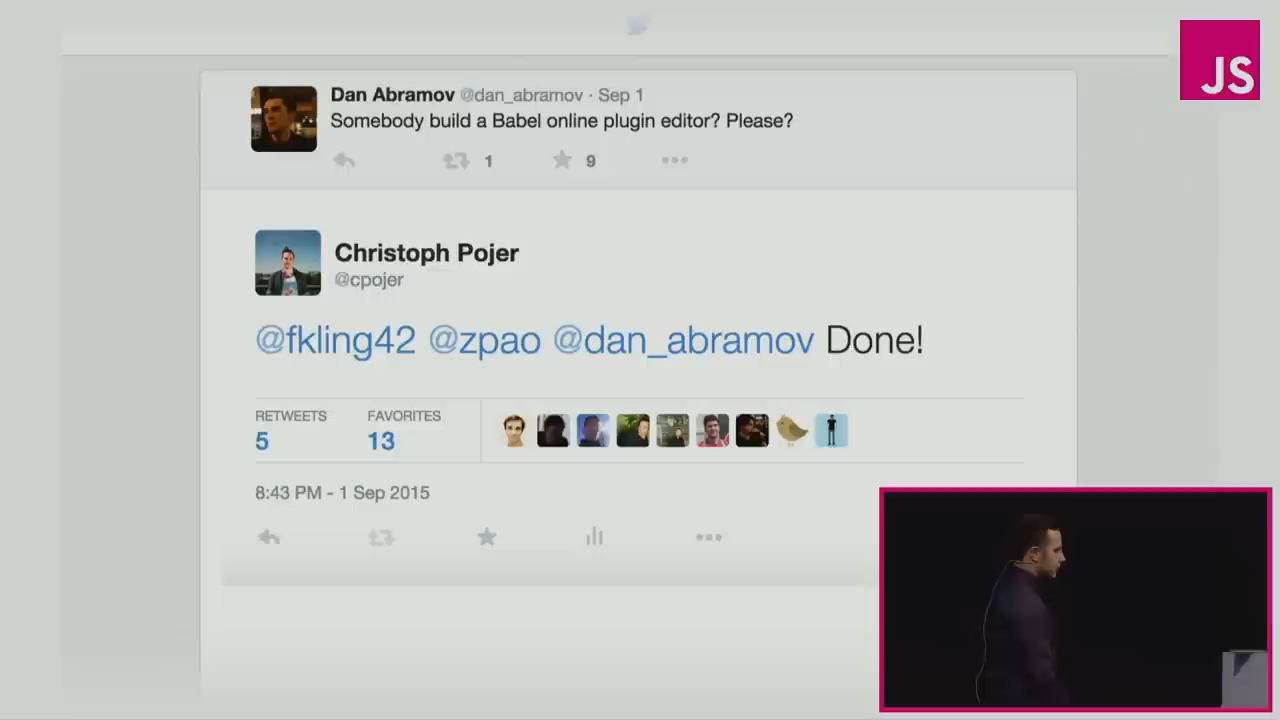 JS
Dan Abramov @dan_abramov · Sep 1
Somebody build a Babel online plugin editor? Please?
1 9
Christoph Pojer
@cpojer
@fkling42 @zpao @dan_abramov Done!
RETWEETS FAVORITES
5 13
8:43 PM - 1 Sep 2015